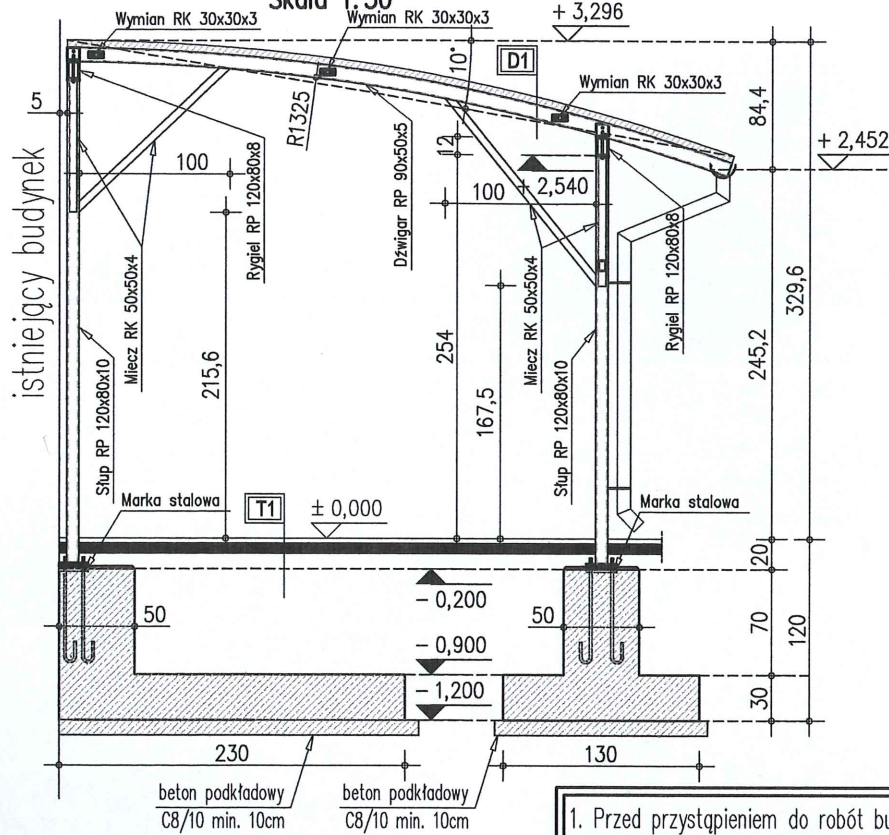 Skala 1:50
Wymian RK 30x30x3
Wymian RK 30x30x3
+ 3,296
D1
10°
Wymian RK 30x30x3
84,4
5
R1325
+ 2,452
12
100
100
+ 2,540
istniejący budynek
Miecz RK 50x50x4
Rygiel RP 120x80x8
Dźwigar RP 90x50x5
Miecz RK 50x50x4
Rygiel RP 120x80x8
329,6
245,2
215,6
254
167,5
Słup RP 120x80x10
Słup RP 120x80x10
Marka stalowa
T1
± 0,000
Marka stalowa
20
- 0,200
50
50
70
120
- 0,900
- 1,200
30
230
130
beton podkładowy
C8/10 min. 10cm
beton podkładowy
C8/10 min. 10cm
1. Przed przystąpieniem do robót bu